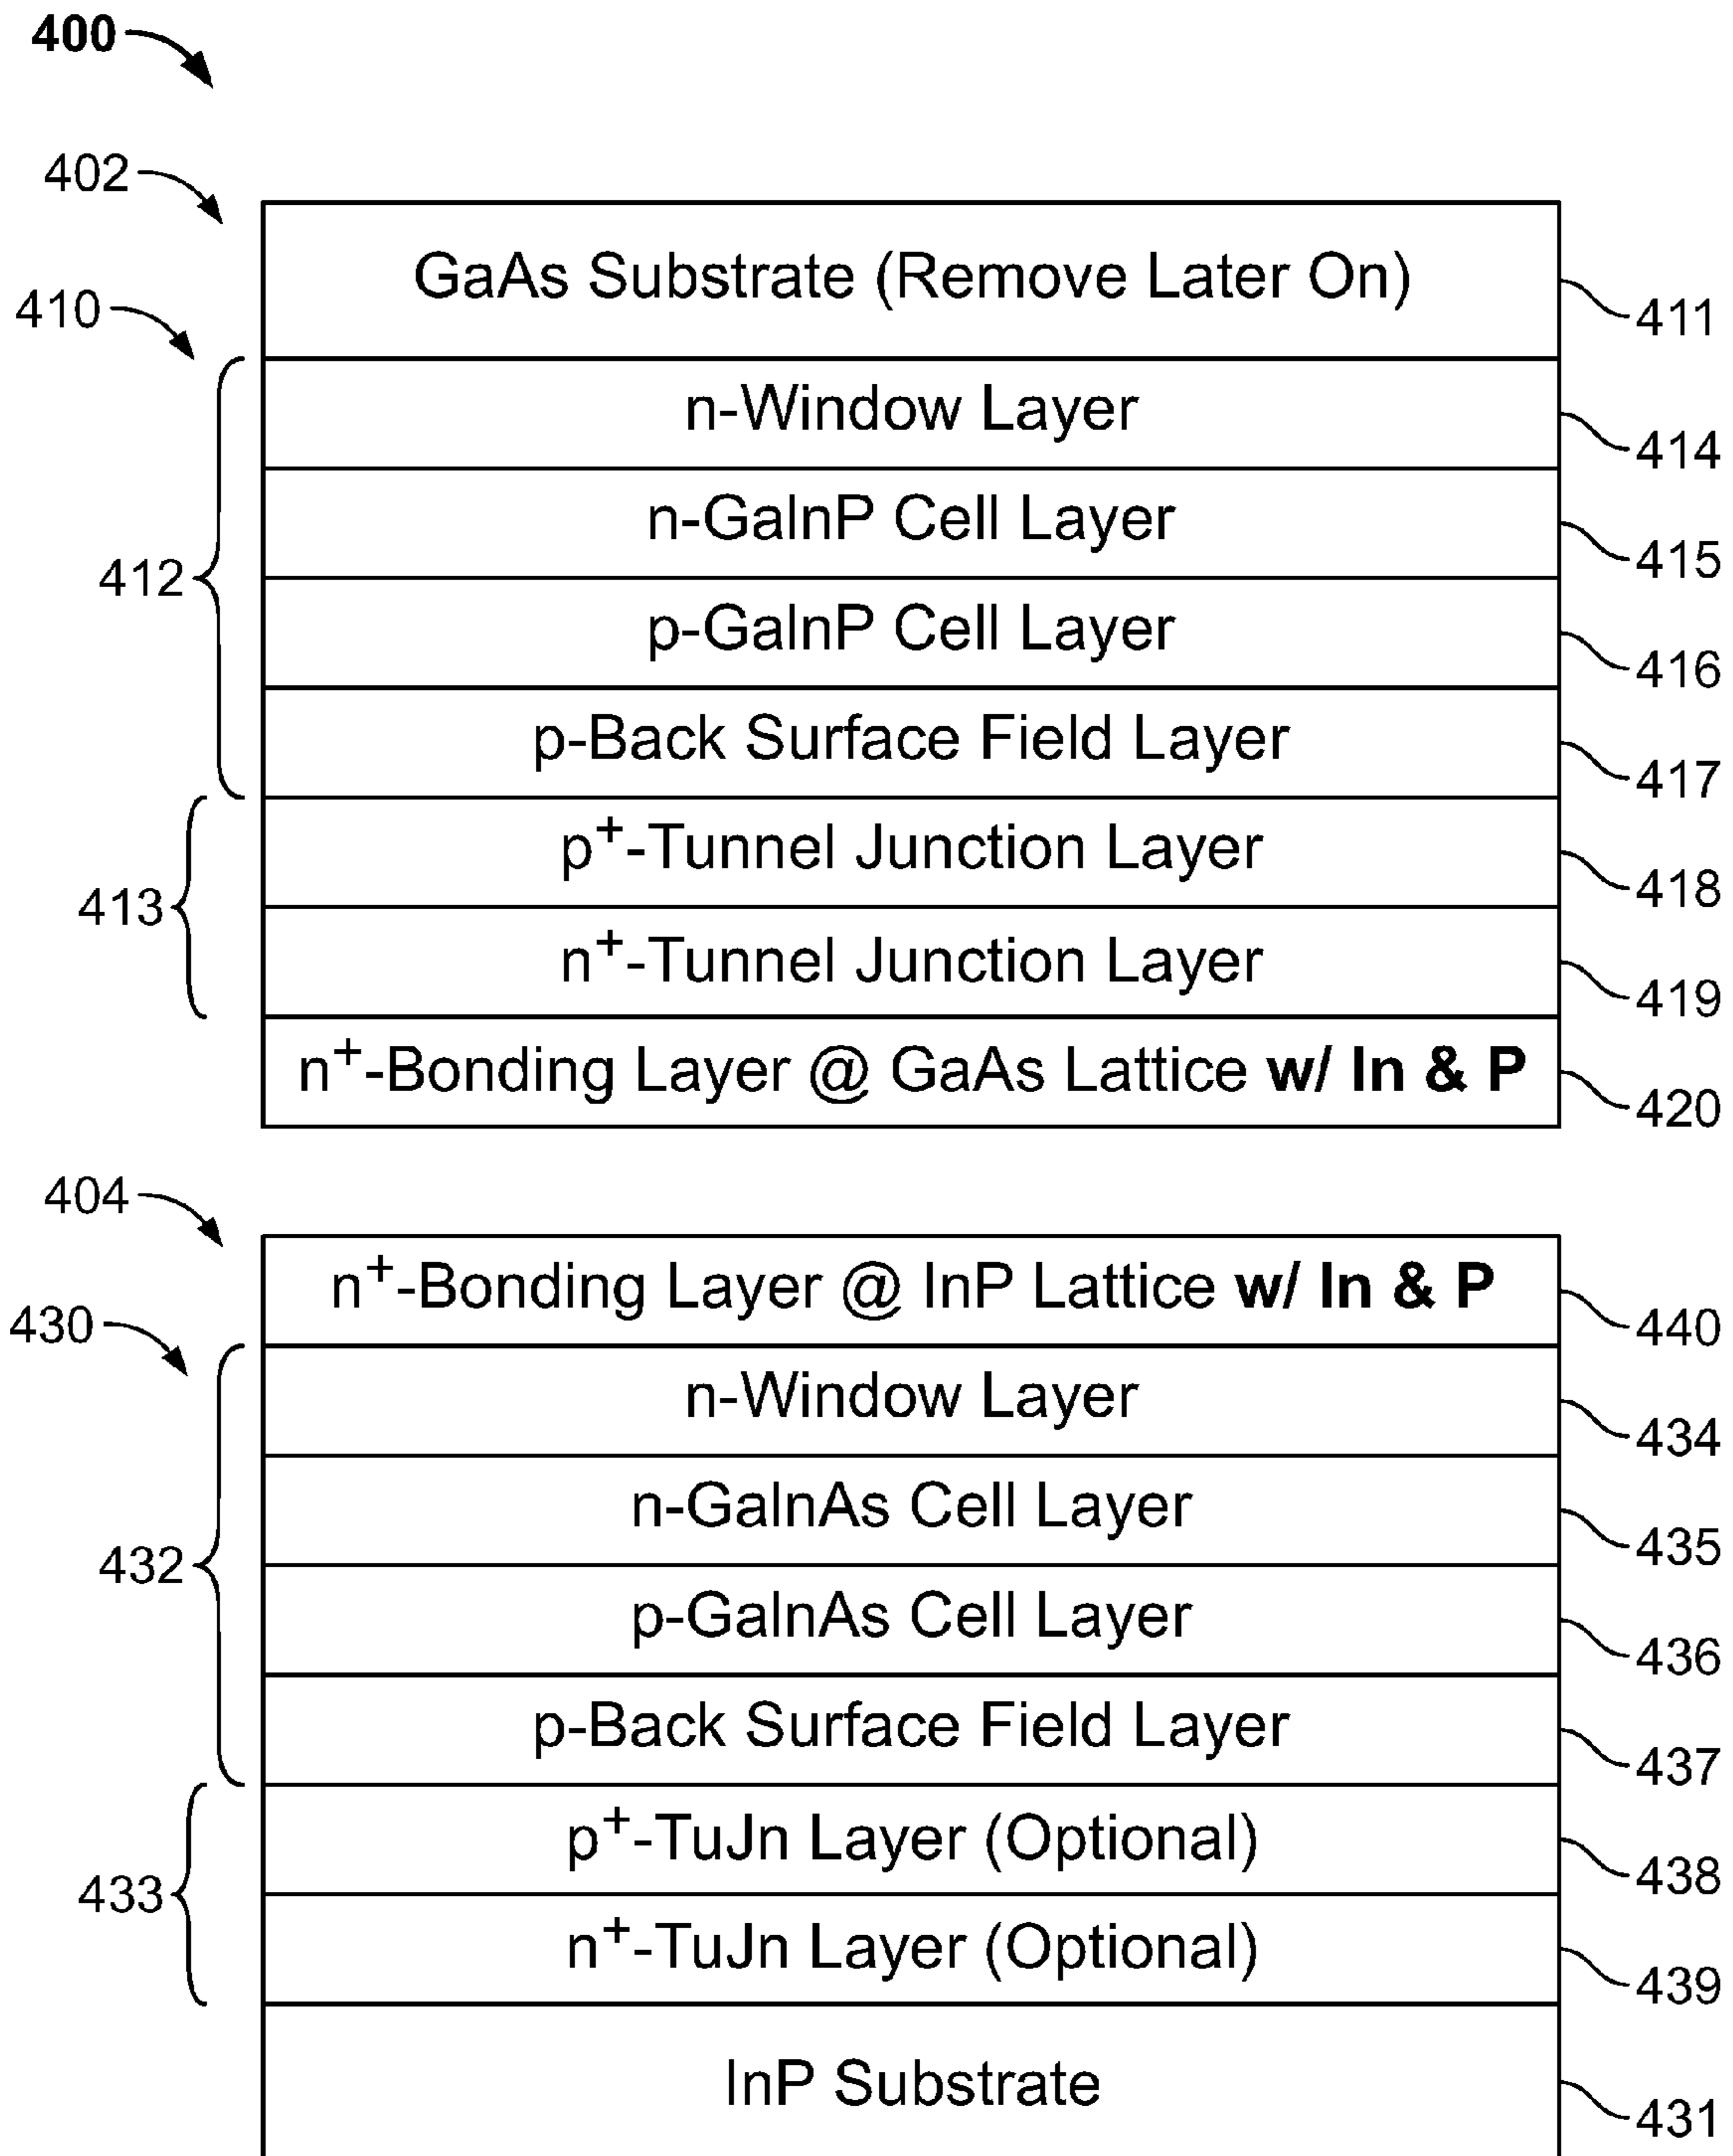 400
402
GaAs Substrate (Remove Later On)
410
411
n-Window Layer
414
n-GaInP Cell Layer
415
412
p-GaInP Cell Layer
416
p-Back Surface Field Layer
417
p⁺-Tunnel Junction Layer
418
413
n⁺-Tunnel Junction Layer
419
n⁺-Bonding Layer @ GaAs Lattice w/ In & P
420
404
n⁺-Bonding Layer @ InP Lattice w/ In & P
430
440
n-Window Layer
434
n-GaInAs Cell Layer
435
432
p-GaInAs Cell Layer
436
p-Back Surface Field Layer
437
p⁺-TuJn Layer (Optional)
438
433
n⁺-TuJn Layer (Optional)
439
InP Substrate
431